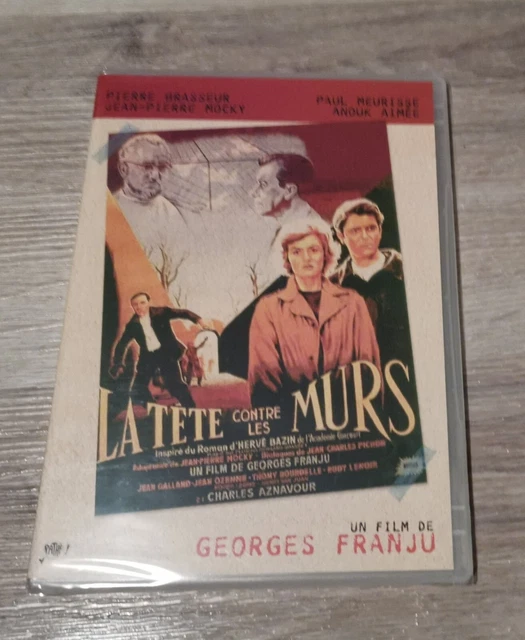 PIERRE BRASSEUR PAUL MEURISSE
JEAN-PIERRE MOCKY ANOUK AIMÉE
LA TÊTE CONTRE LES MURS
Inspiré du Roman d'HERVÉ BAZIN de l'Académie Goncourt
Adaptation de JEAN-PIERRE MOCKY Dialogues de JEAN CHARLES PICHON
UN FILM DE GEORGES FRANJU
JEAN GALLAND JEAN OZENNE THOMY BOURDELLE RUDY LENOIR
ET CHARLES AZNAVOUR
UN FILM DE
GEORGES FRANJU